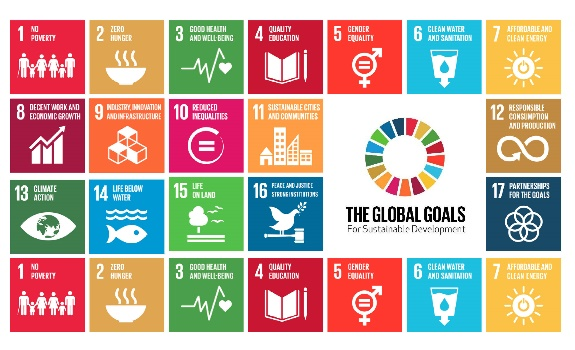 1 NO
POVERTY
2 ZERO
HUNGER
3 GOOD HEALTH
AND WELL-BEING
4 QUALITY
EDUCATION
5 GENDER
EQUALITY
6 CLEAN WATER
AND SANITATION
7 AFFORDABLE AND
CLEAN ENERGY
8 DECENT WORK AND
ECONOMIC GROWTH
9 INDUSTRY, INNOVATION
AND INFRASTRUCTURE
10 REDUCED
INEQUALITIES
11 SUSTAINABLE CITIES
AND COMMUNITIES
THE GLOBAL GOALS
For Sustainable Development
12 RESPONSIBLE
CONSUMPTION
AND PRODUCTION
13 CLIMATE
ACTION
14 LIFE BELOW
WATER
15 LIFE
ON LAND
16 PEACE AND JUSTICE
STRONG INSTITUTIONS
17 PARTNERSHIPS
FOR THE GOALS
1 NO
POVERTY
2 ZERO
HUNGER
3 GOOD HEALTH
AND WELL-BEING
4 QUALITY
EDUCATION
5 GENDER
EQUALITY
6 CLEAN WATER
AND SANITATION
7 AFFORDABLE AND
CLEAN ENERGY